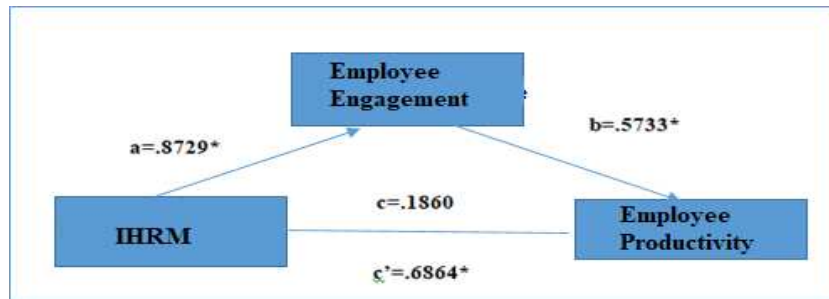 Employee
Engagement
a=.8729*
b=.5733*
c=.1860
IHRM
Employee
Productivity
c’=.6864*